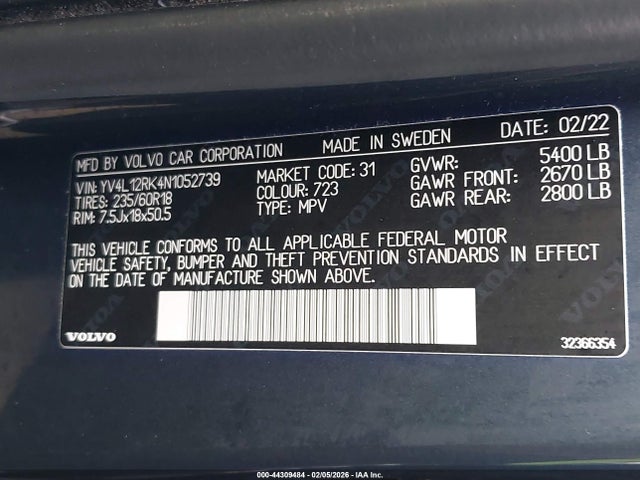 MFD BY VOLVO CAR CORPORATION MADE IN SWEDEN DATE: 02/22
VIN: YV4L12RK4N1052739 MARKET CODE: 31 GVWR: 5400 LB
TIRES: 235/60R18 COLOUR: 723 GAWR FRONT: 2670 LB
RIM: 7.5Jx18x50.5 TYPE: MPV GAWR REAR: 2800 LB
THIS VEHICLE CONFORMS TO ALL APPLICABLE FEDERAL MOTOR
VEHICLE SAFETY, BUMPER AND THEFT PREVENTION STANDARDS IN EFFECT
ON THE DATE OF MANUFACTURE SHOWN ABOVE.
VOLVO 32366354
000-44309484 - 02/05/2026 - IAA Inc.